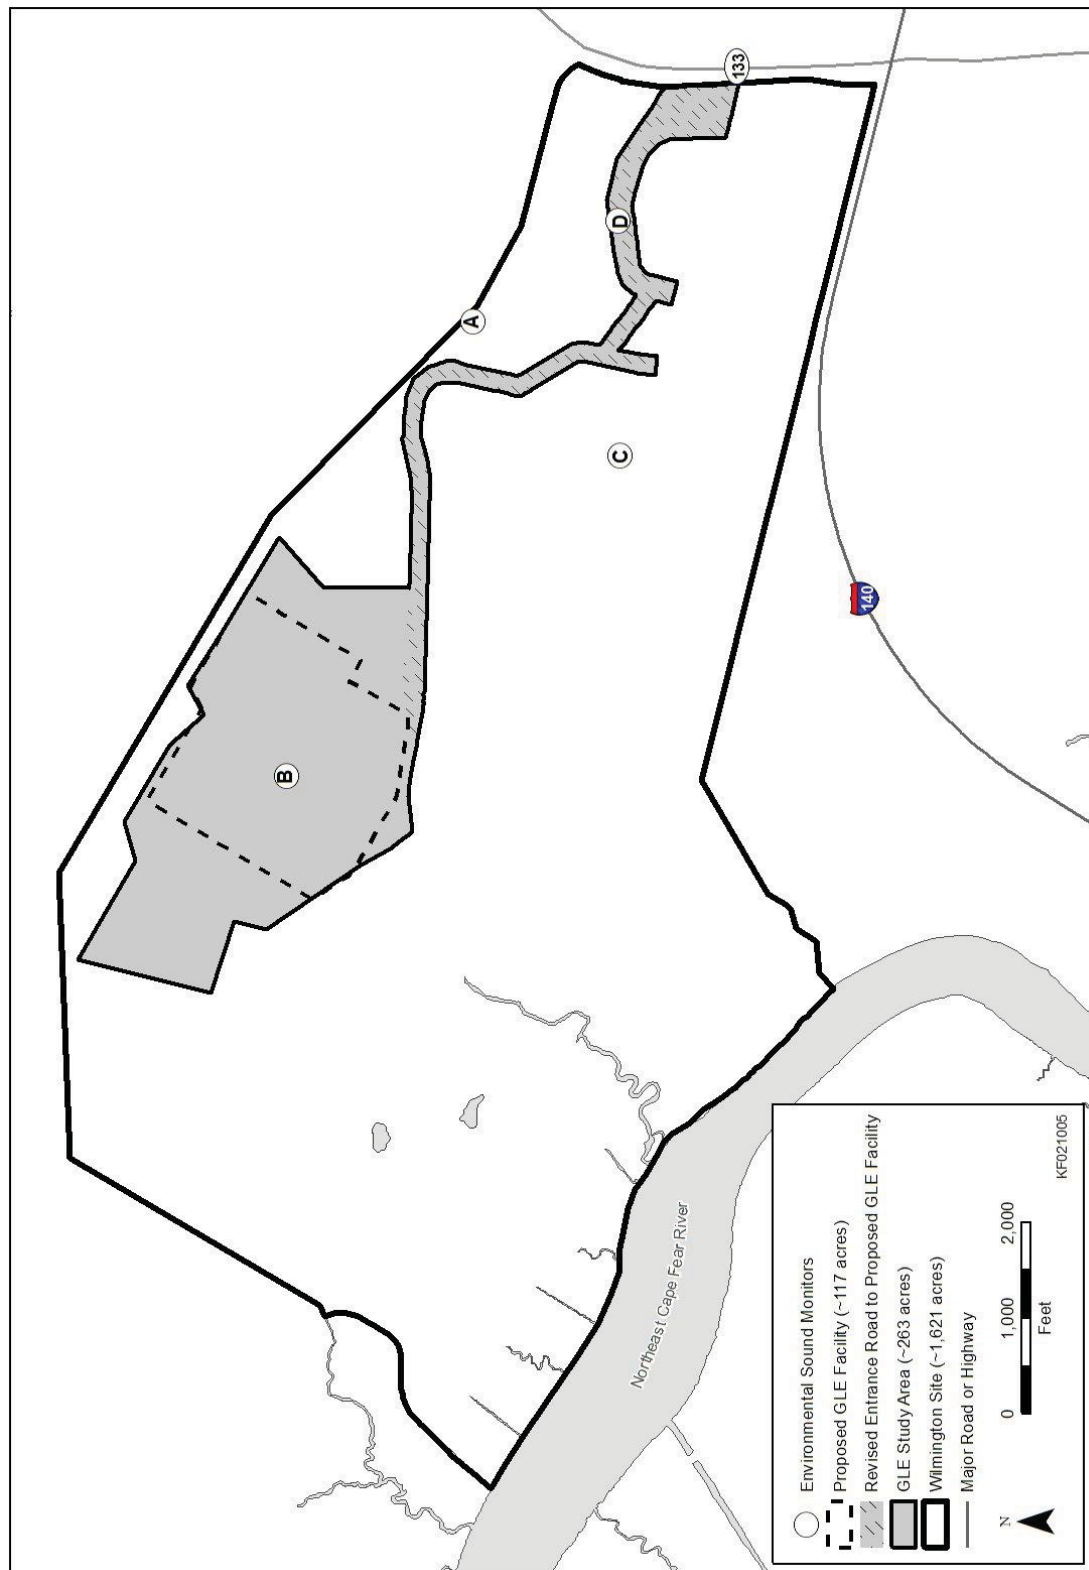 A
B
C
D
133
140
Northeast Cape Fear River
Environmental Sound Monitors
Proposed GLE Facility (~117 acres)
Revised Entrance Road to Proposed GLE Facility
GLE Study Area (~263 acres)
Wilmington Site (~1,621 acres)
Major Road or Highway
N
0 1,000 2,000
Feet
KF021005